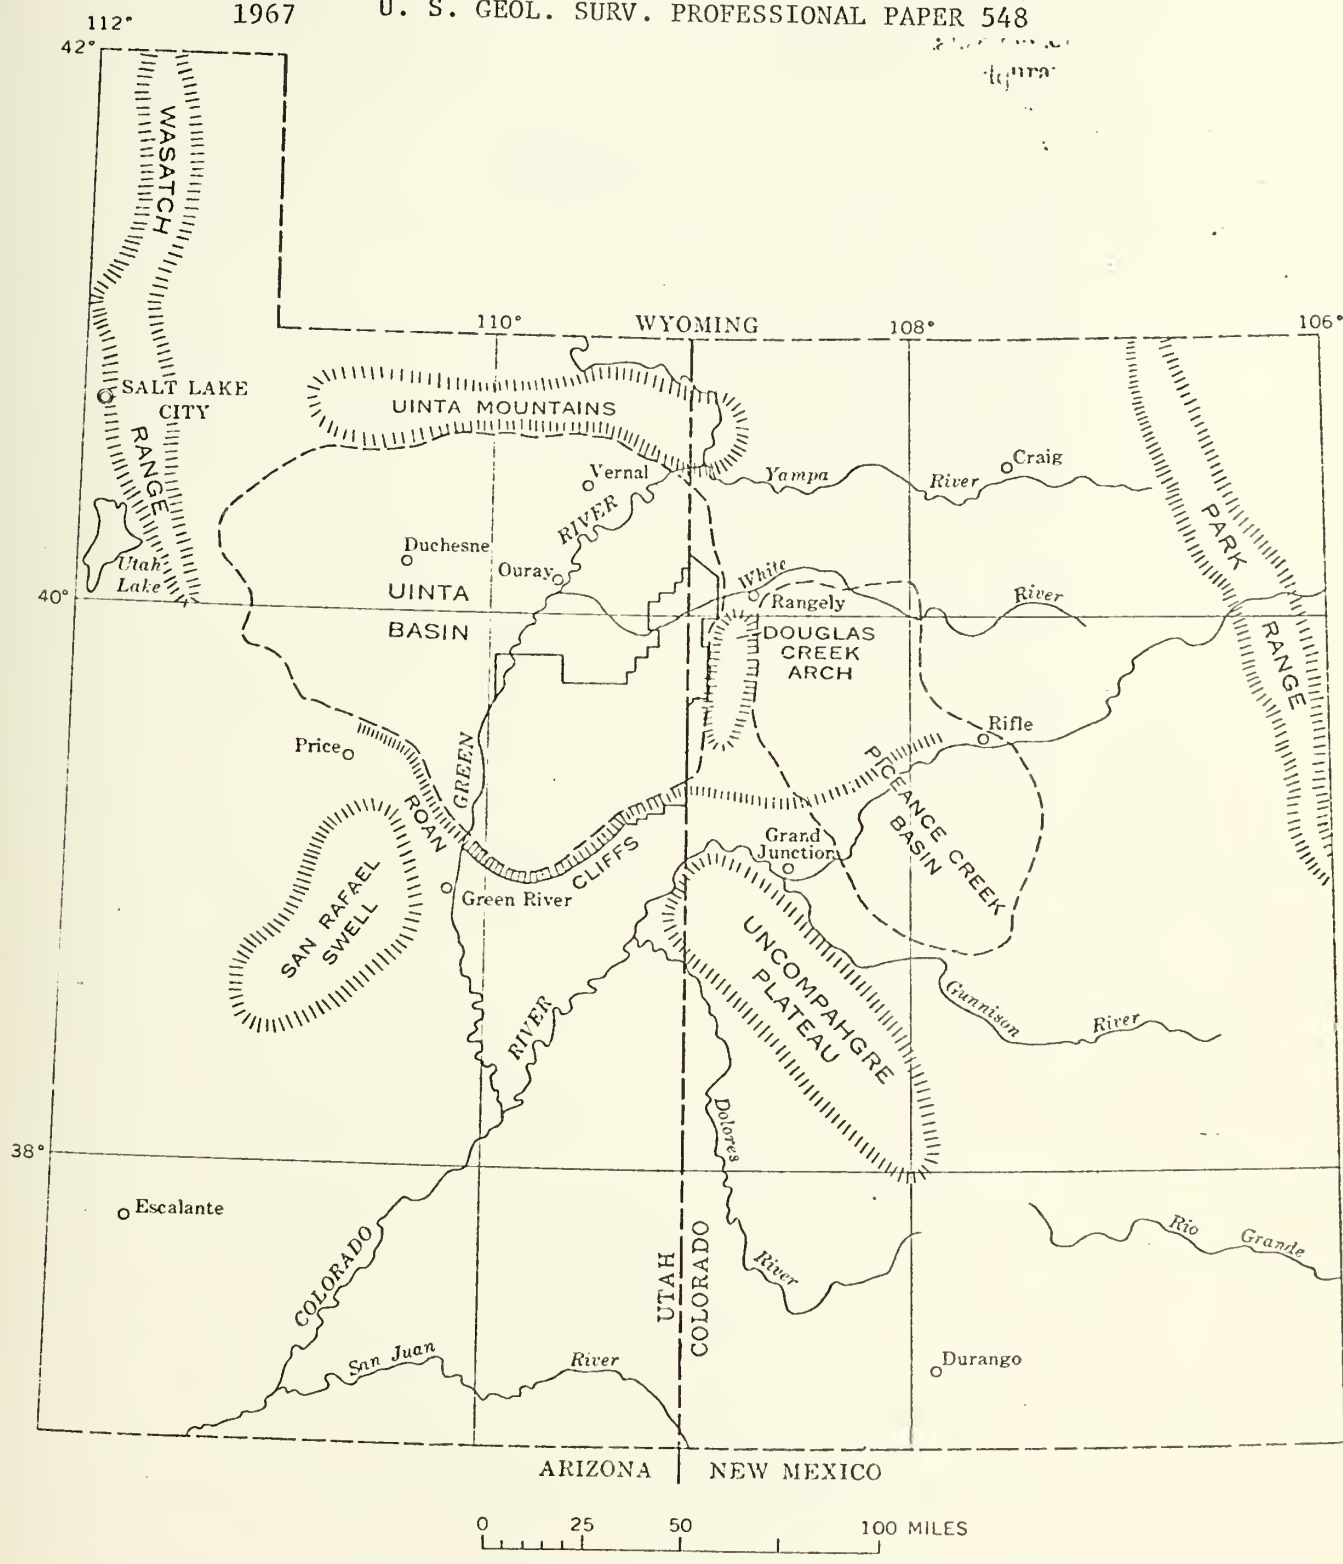 1967 U. S. GEOL. SURV. PROFESSIONAL PAPER 548
112°
42°
WASATCH
110°
WYOMING
108°
106°
SALT LAKE
CITY
RANGE
UINTA MOUNTAINS
Vernal
Yampa
River
Craig
PARK
RANGE
RIVER
Duchesne
Ouray
Utah
Lake
40°
UINTA
BASIN
White
River
Rangely
DOUGLAS
CREEK
ARCH
Price
GREEN
Rifle
ROAN
CLIFFS
PICEANCE CREEK
BASIN
Grand
Junction
Green River
SAN RAFAEL
SWELL
UNCOMPAHGRE
PLATEAU
Gunnison
River
RIVER
Dolores
River
38°
Escalante
COLORADO
UTAH
COLORADO
Rio Grande
San Juan
River
Durango
ARIZONA
NEW MEXICO
0 25 50 100 MILES